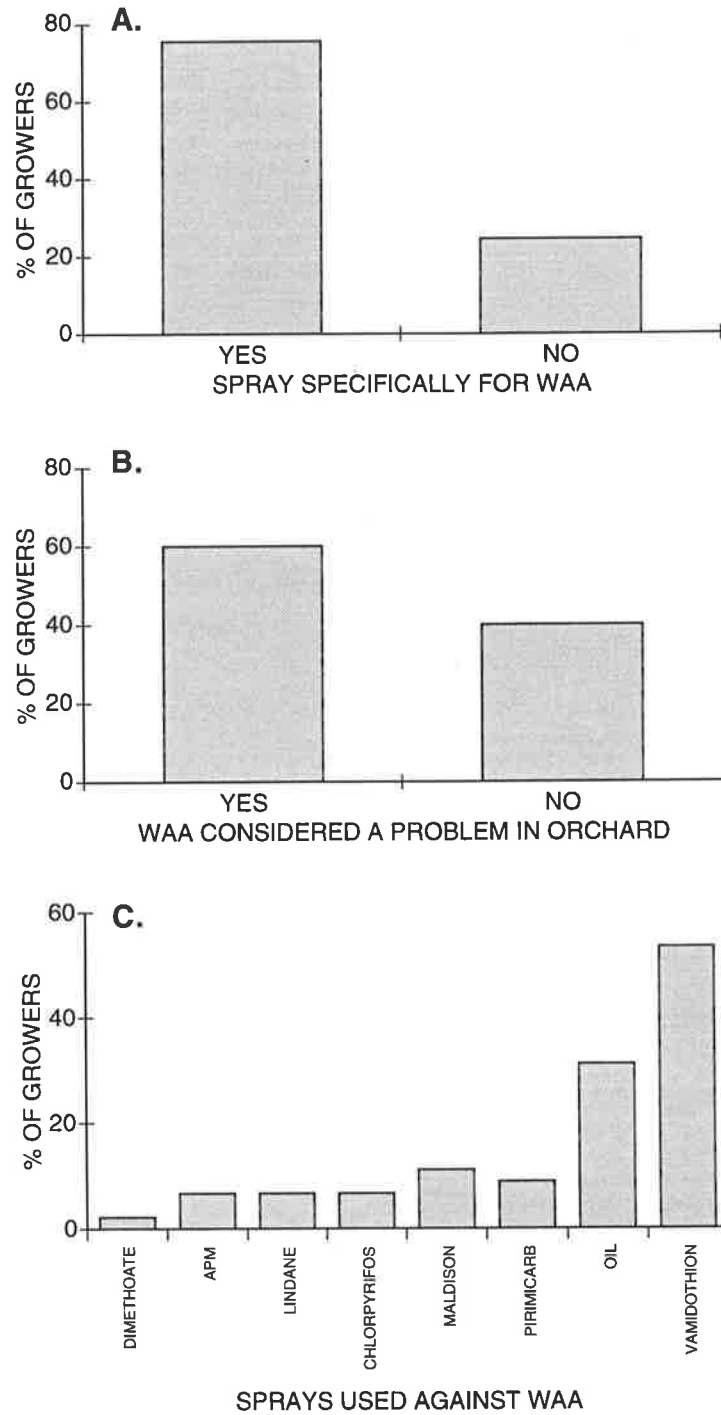 A.
% OF GROWERS
80
60
40
20
0
YES NO
SPRAY SPECIFICALLY FOR WAA
B.
% OF GROWERS
80
60
40
20
0
YES NO
WAA CONSIDERED A PROBLEM IN ORCHARD
C.
% OF GROWERS
60
40
20
0
DIMETHOATE
APM
LINDANE
CHLORPYRIFOS
MALDISON
PIRIMICARB
OIL
VAMIDOTHION
SPRAYS USED AGAINST WAA